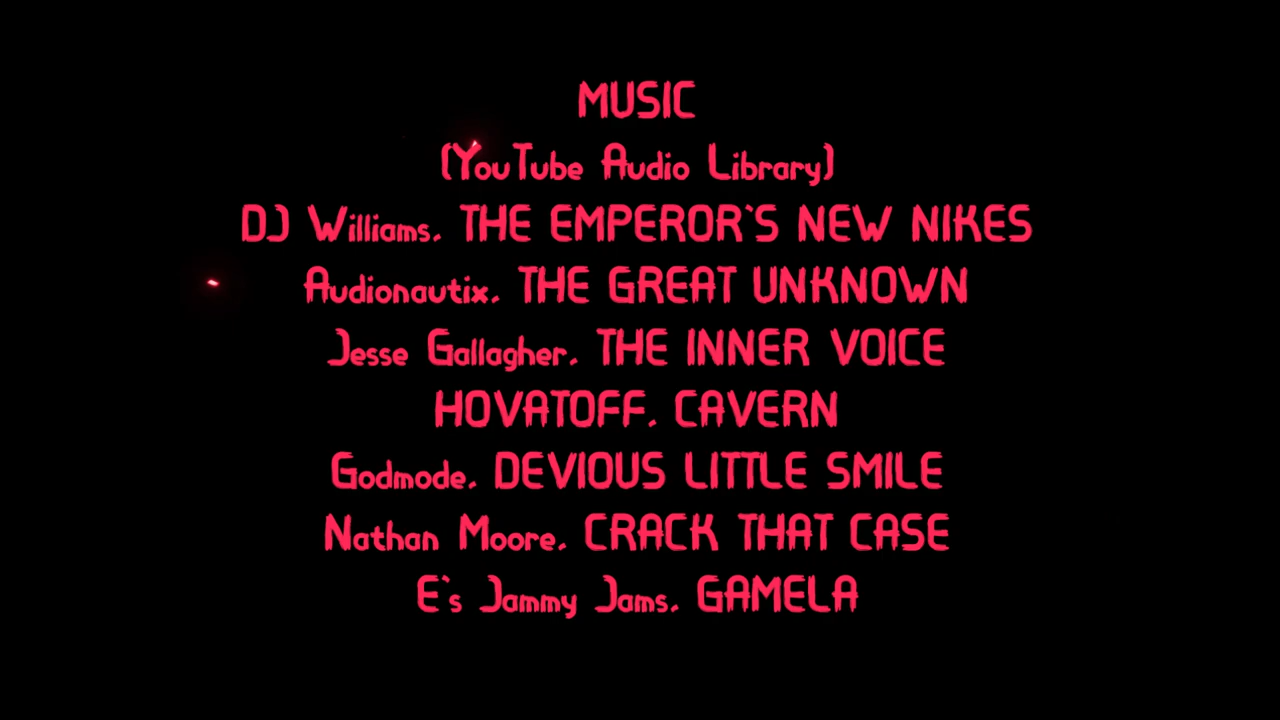 MUSIC
(YouTube Audio Library)
DJ Williams. THE EMPEROR'S NEW NIKES
Audionautix. THE GREAT UNKNOWN
Jesse Gallagher. THE INNER VOICE
HOVATOFF. CAVERN
Godmode. DEVIOUS LITTLE SMILE
Nathan Moore. CRACK THAT CASE
E's Jammy Jams. GAMELA